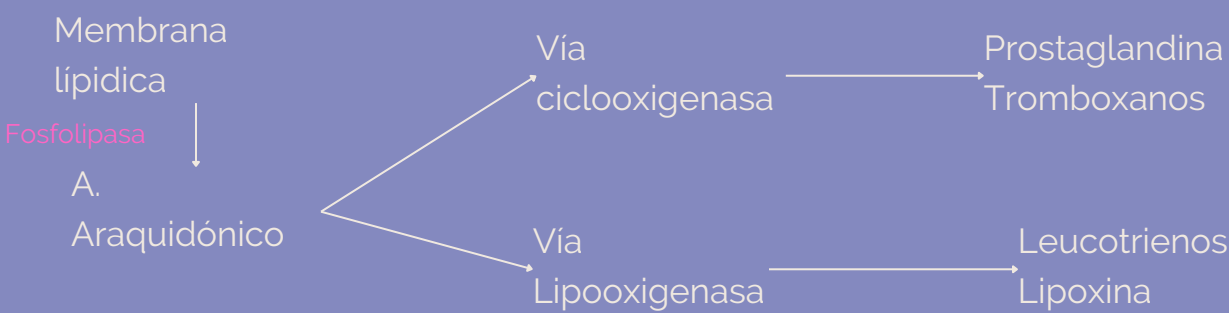 Membrana
lípidica
Fosfolipasa
A.
Araquidónico
Vía
ciclooxigenasa
Prostaglandina
Tromboxanos
Vía
Lipooxigenasa
Leucotrienos
Lipoxina